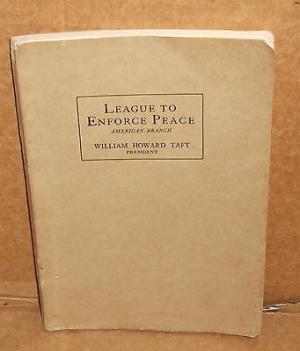 LEAGUE TO
ENFORCE PEACE
AMERICAN BRANCH
WILLIAM HOWARD TAFT
PRESIDENT